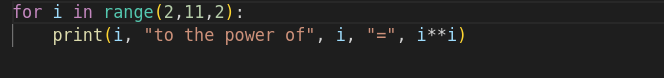 for i in range(2,11,2):
    print(i, "to the power of", i, "=", i**i)